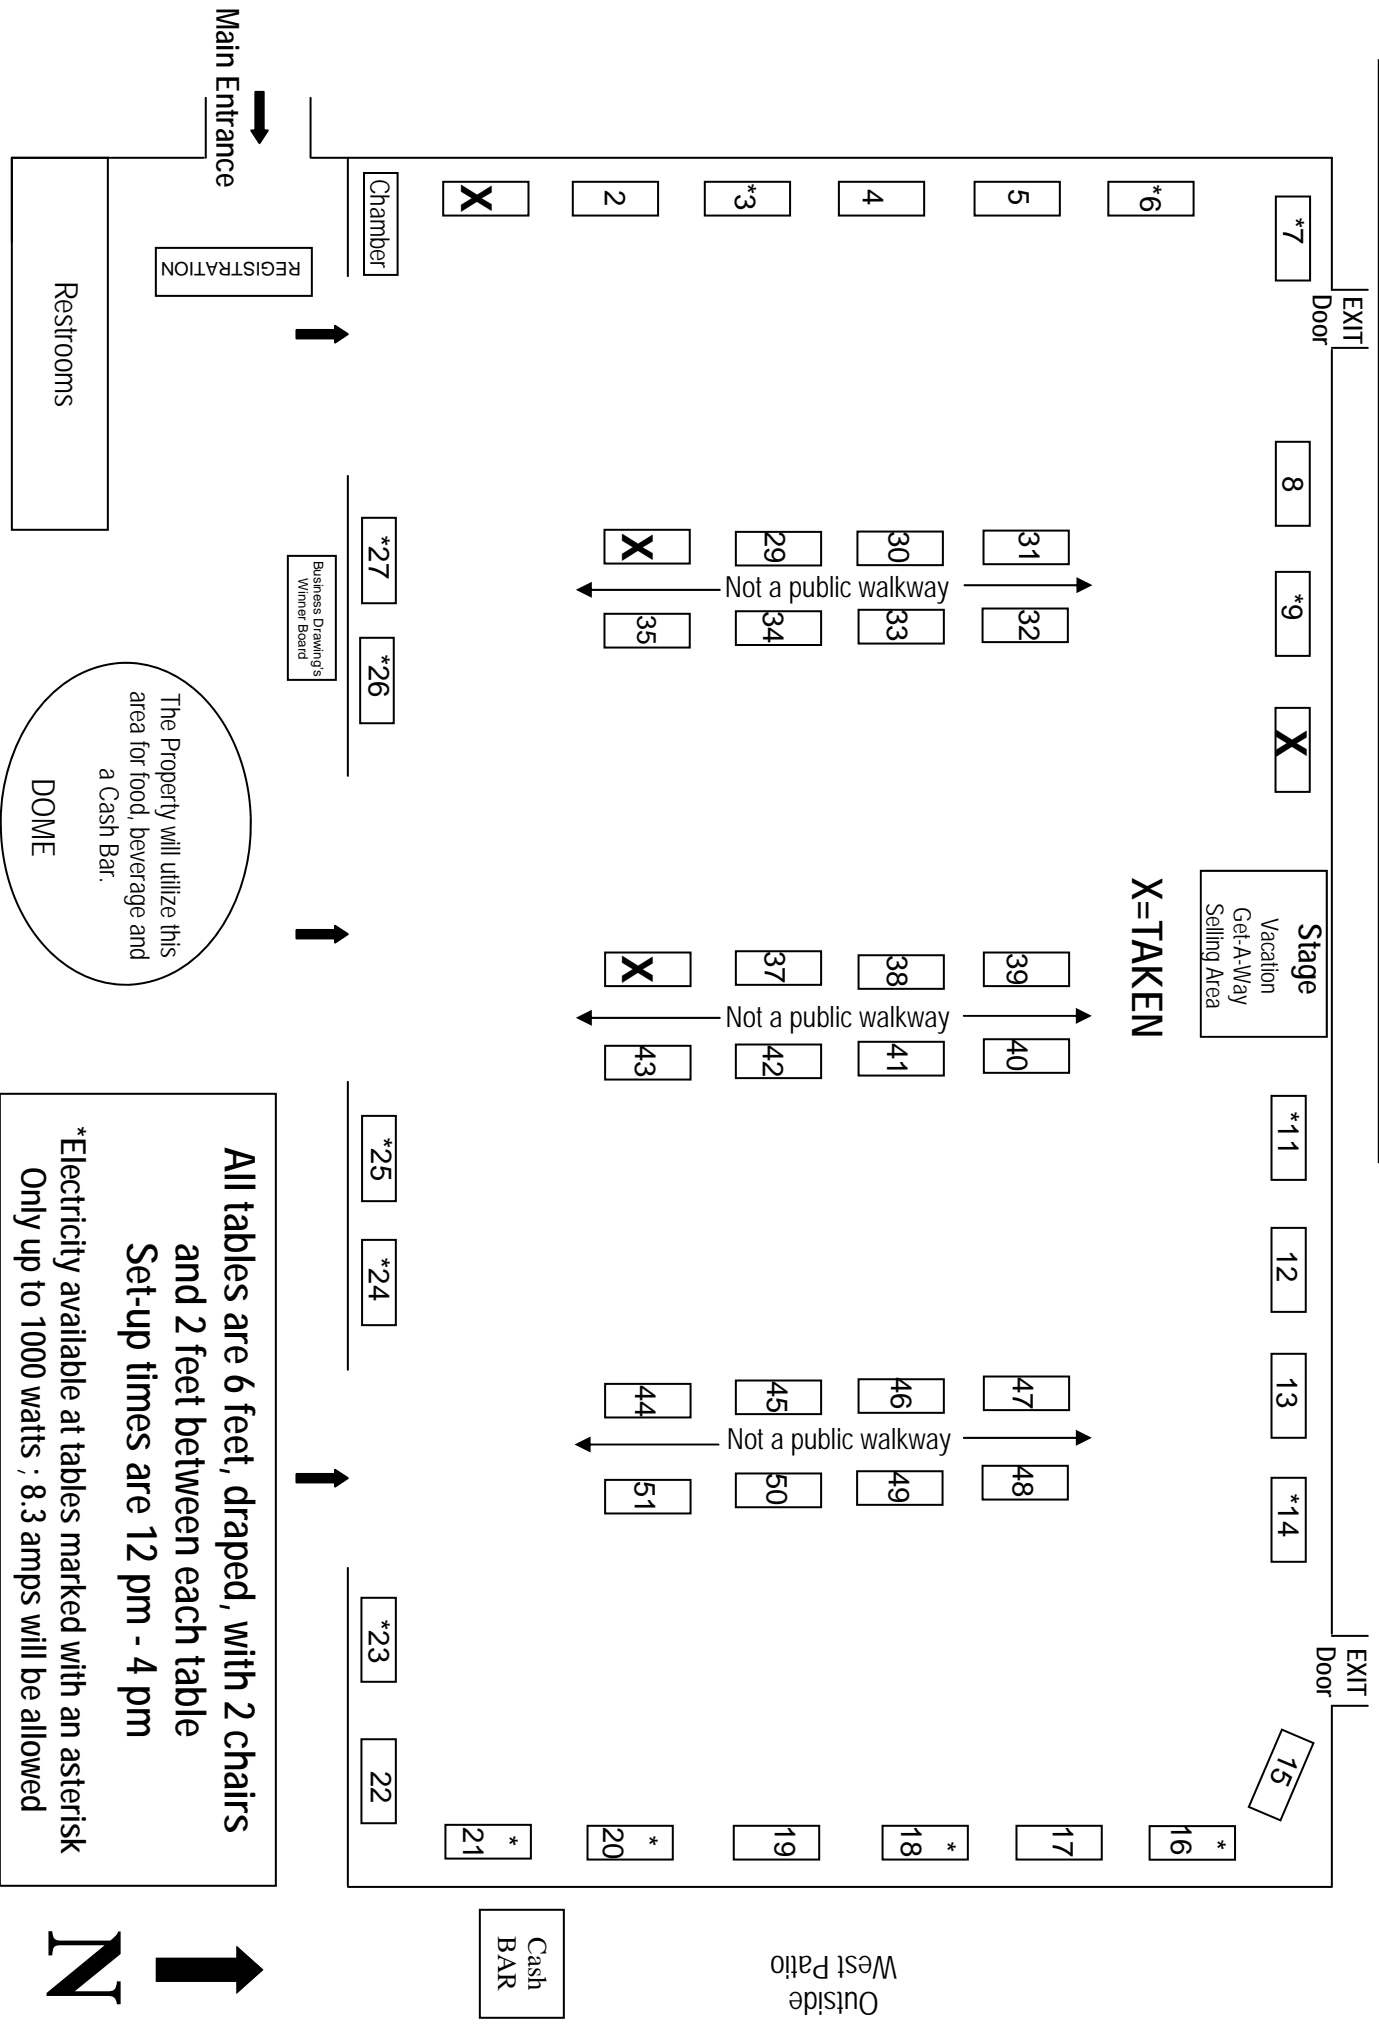 EXIT
Door
EXIT
Door
*7
8
*9
X
Stage
Vacation
Get-A-Way
Selling Area
*11
12
13
*14
15
X=TAKEN
*6
5
4
*3
2
X
31
30
29
X
Not a public walkway
32
33
34
35
39
38
37
X
Not a public walkway
40
41
42
43
47
46
45
44
Not a public walkway
48
49
50
51
16 *
17
18 *
19
20 *
21 *
Outside
West Patio
Cash
BAR
Chamber
*27
*26
*25
*24
*23
22
Main Entrance
REGISTRATION
Business Drawing's
Winner Board
Restrooms
The Property will utilize this
area for food, beverage and
a Cash Bar.
DOME
All tables are 6 feet, draped, with 2 chairs
and 2 feet between each table
Set-up times are 12 pm - 4 pm
*Electricity available at tables marked with an asterisk
Only up to 1000 watts ; 8.3 amps will be allowed
N